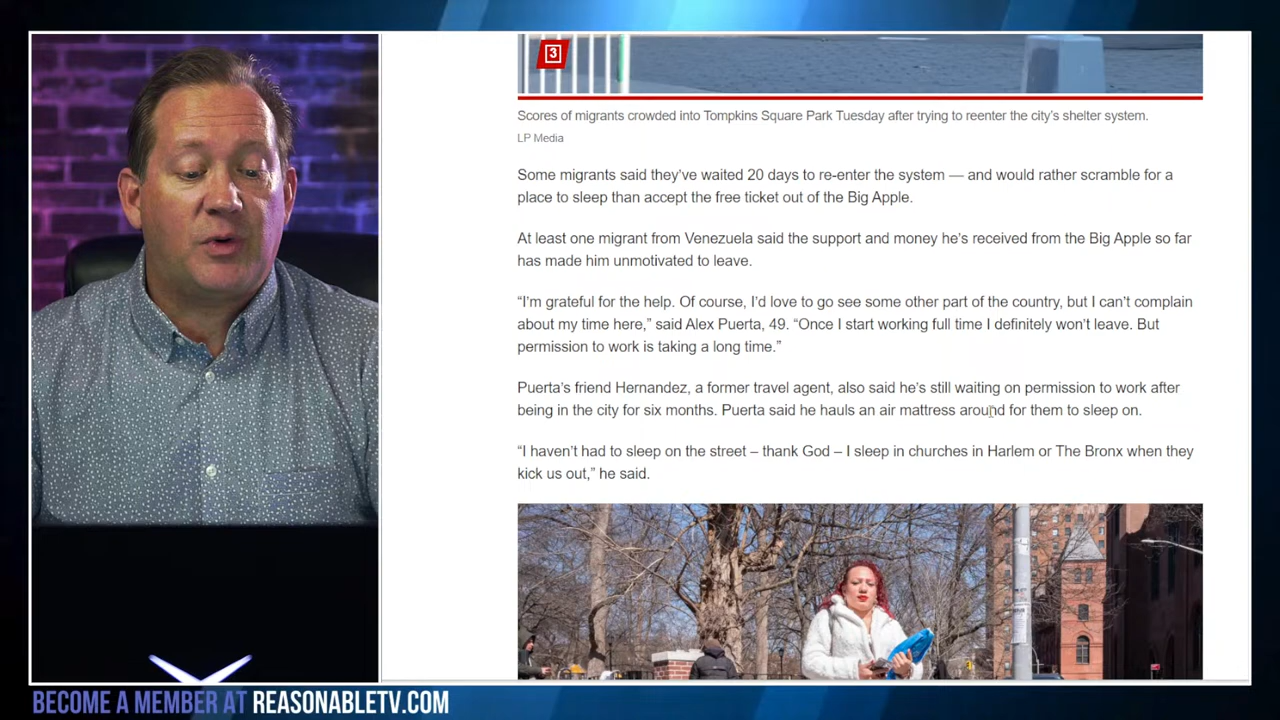 3
Scores of migrants crowded into Tompkins Square Park Tuesday after trying to reenter the city's shelter system.
LP Media
Some migrants said they've waited 20 days to re-enter the system — and would rather scramble for a
place to sleep than accept the free ticket out of the Big Apple.
At least one migrant from Venezuela said the support and money he's received from the Big Apple so far
has made him unmotivated to leave.
“I'm grateful for the help. Of course, I'd love to go see some other part of the country, but I can't complain
about my time here,” said Alex Puerta, 49. “Once I start working full time I definitely won't leave. But
permission to work is taking a long time.”
Puerta's friend Hernandez, a former travel agent, also said he's still waiting on permission to work after
being in the city for six months. Puerta said he hauls an air mattress around for them to sleep on.
“I haven't had to sleep on the street – thank God – I sleep in churches in Harlem or The Bronx when they
kick us out,” he said.
BECOME A MEMBER AT REASONABLETV.COM